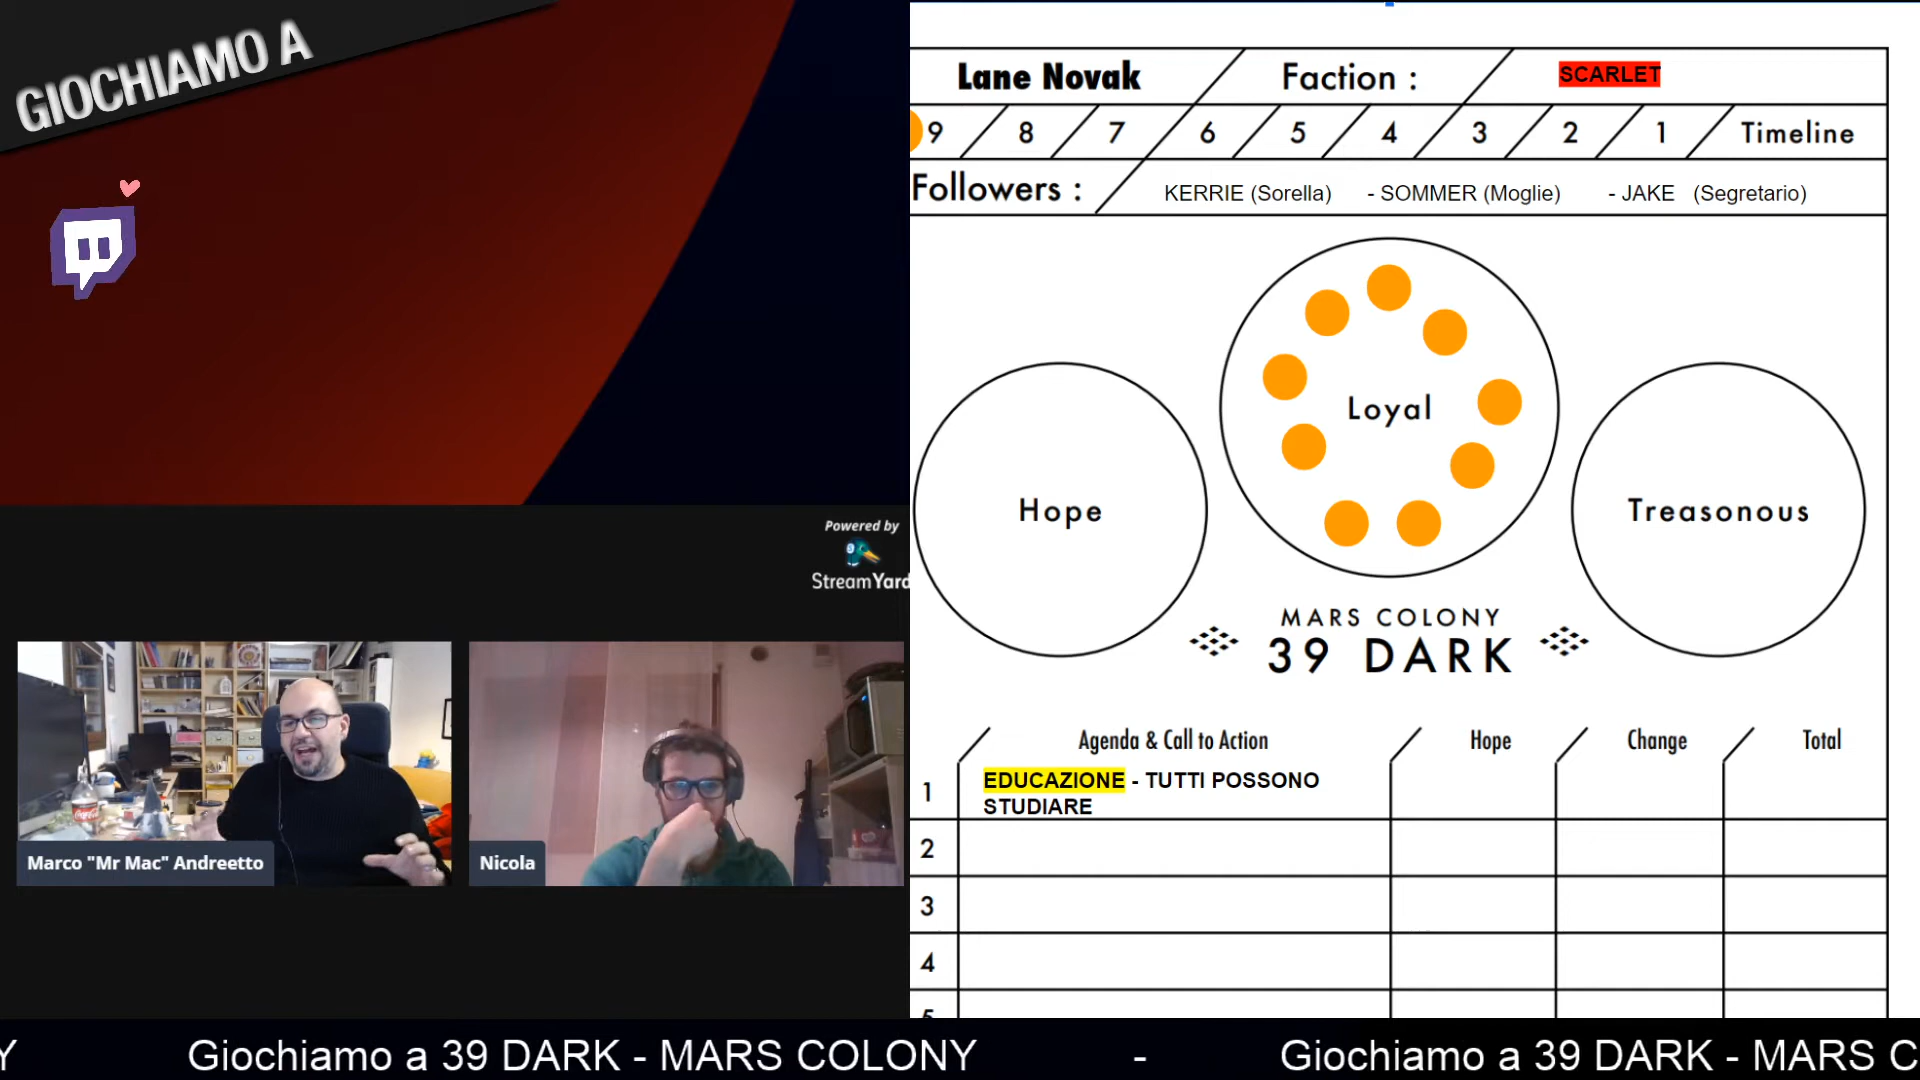 GIOCHIAMO A
Lane Novak
Faction :
SCARLET
9 8 7 6 5 4 3 2 1 Timeline
Followers :
KERRIE (Sorella) - SOMMER (Moglie) - JAKE (Segretario)
Loyal
Hope
Treasonous
MARS COLONY
39 DARK
Powered by
StreamYard
Agenda & Call to Action Hope Change Total
1 EDUCAZIONE - TUTTI POSSONO
STUDIARE
2
3
4
5
Marco "Mr Mac" Andreetto
Nicola
Y Giochiamo a 39 DARK - MARS COLONY - Giochiamo a 39 DARK - MARS C